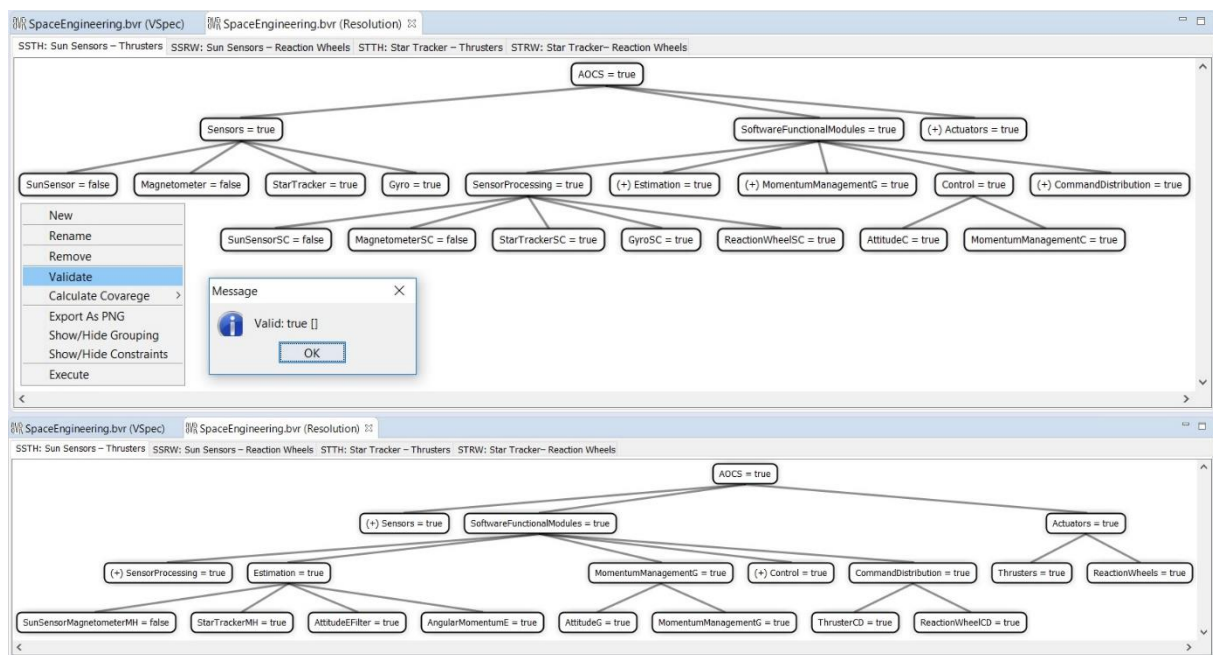 SpaceEngineering.bvr (VSpec) SpaceEngineering.bvr (Resolution)
SSTH: Sun Sensors – Thrusters SSRW: Sun Sensors – Reaction Wheels STTH: Star Tracker – Thrusters STRW: Star Tracker– Reaction Wheels
AOCS = true
Sensors = true SoftwareFunctionalModules = true (+) Actuators = true
SunSensor = false Magnetometer = false StarTracker = true Gyro = true SensorProcessing = true (+) Estimation = true (+) MomentumManagementG = true Control = true (+) CommandDistribution = true
SunSensorSC = false MagnetometerSC = false StarTrackerSC = true GyroSC = true ReactionWheelSC = true AttitudeC = true MomentumManagementC = true
New
Rename
Remove
Validate
Calculate Covarege >
Export As PNG
Show/Hide Grouping
Show/Hide Constraints
Execute
Message
Valid: true []
OK
SpaceEngineering.bvr (VSpec) SpaceEngineering.bvr (Resolution)
SSTH: Sun Sensors – Thrusters SSRW: Sun Sensors – Reaction Wheels STTH: Star Tracker – Thrusters STRW: Star Tracker– Reaction Wheels
AOCS = true
(+) Sensors = true SoftwareFunctionalModules = true Actuators = true
(+) SensorProcessing = true Estimation = true MomentumManagementG = true (+) Control = true CommandDistribution = true Thrusters = true ReactionWheels = true
SunSensorMagnetometerMH = false StarTrackerMH = true AttitudeEFilter = true AngularMomentumE = true AttitudeG = true MomentumManagementG = true ThrusterCD = true ReactionWheelCD = true